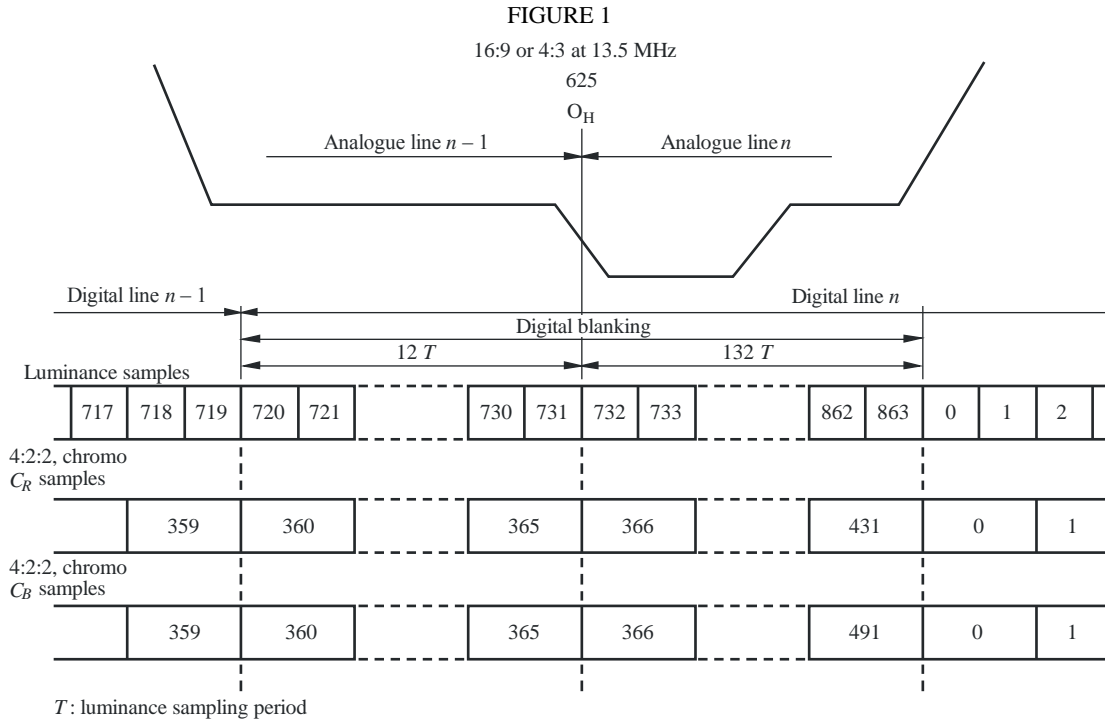 FIGURE 1
16:9 or 4:3 at 13.5 MHz
625
O_H
Analogue line n – 1 Analogue line n
Digital line n – 1 Digital line n
Digital blanking
12 T 132 T
Luminance samples
717 718 719 720 721 730 731 732 733 862 863 0 1 2
4:2:2, chromo
C_R samples
359 360 365 366 431 0 1
4:2:2, chromo
C_B samples
359 360 365 366 491 0 1
T : luminance sampling period